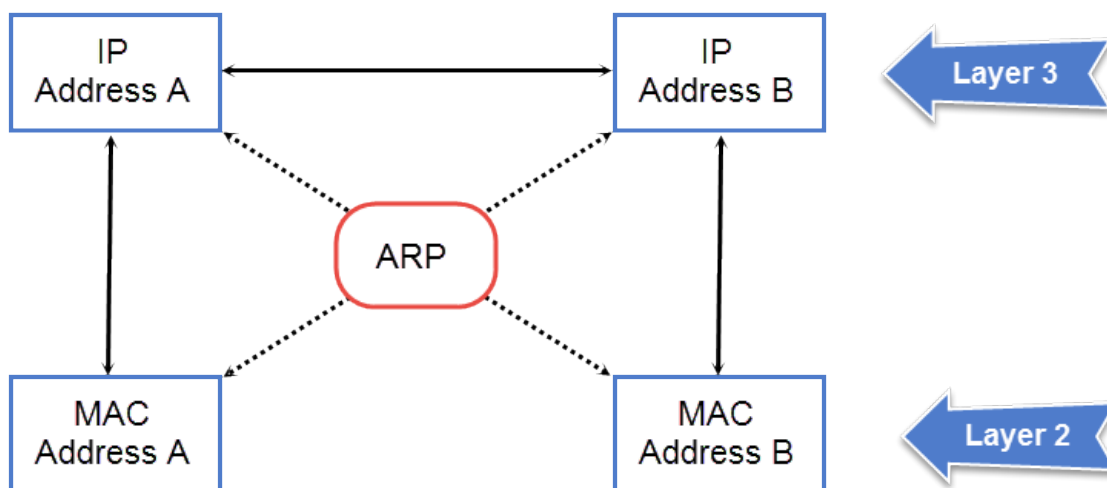 IP
Address A
IP
Address B
Layer 3
ARP
MAC
Address A
MAC
Address B
Layer 2